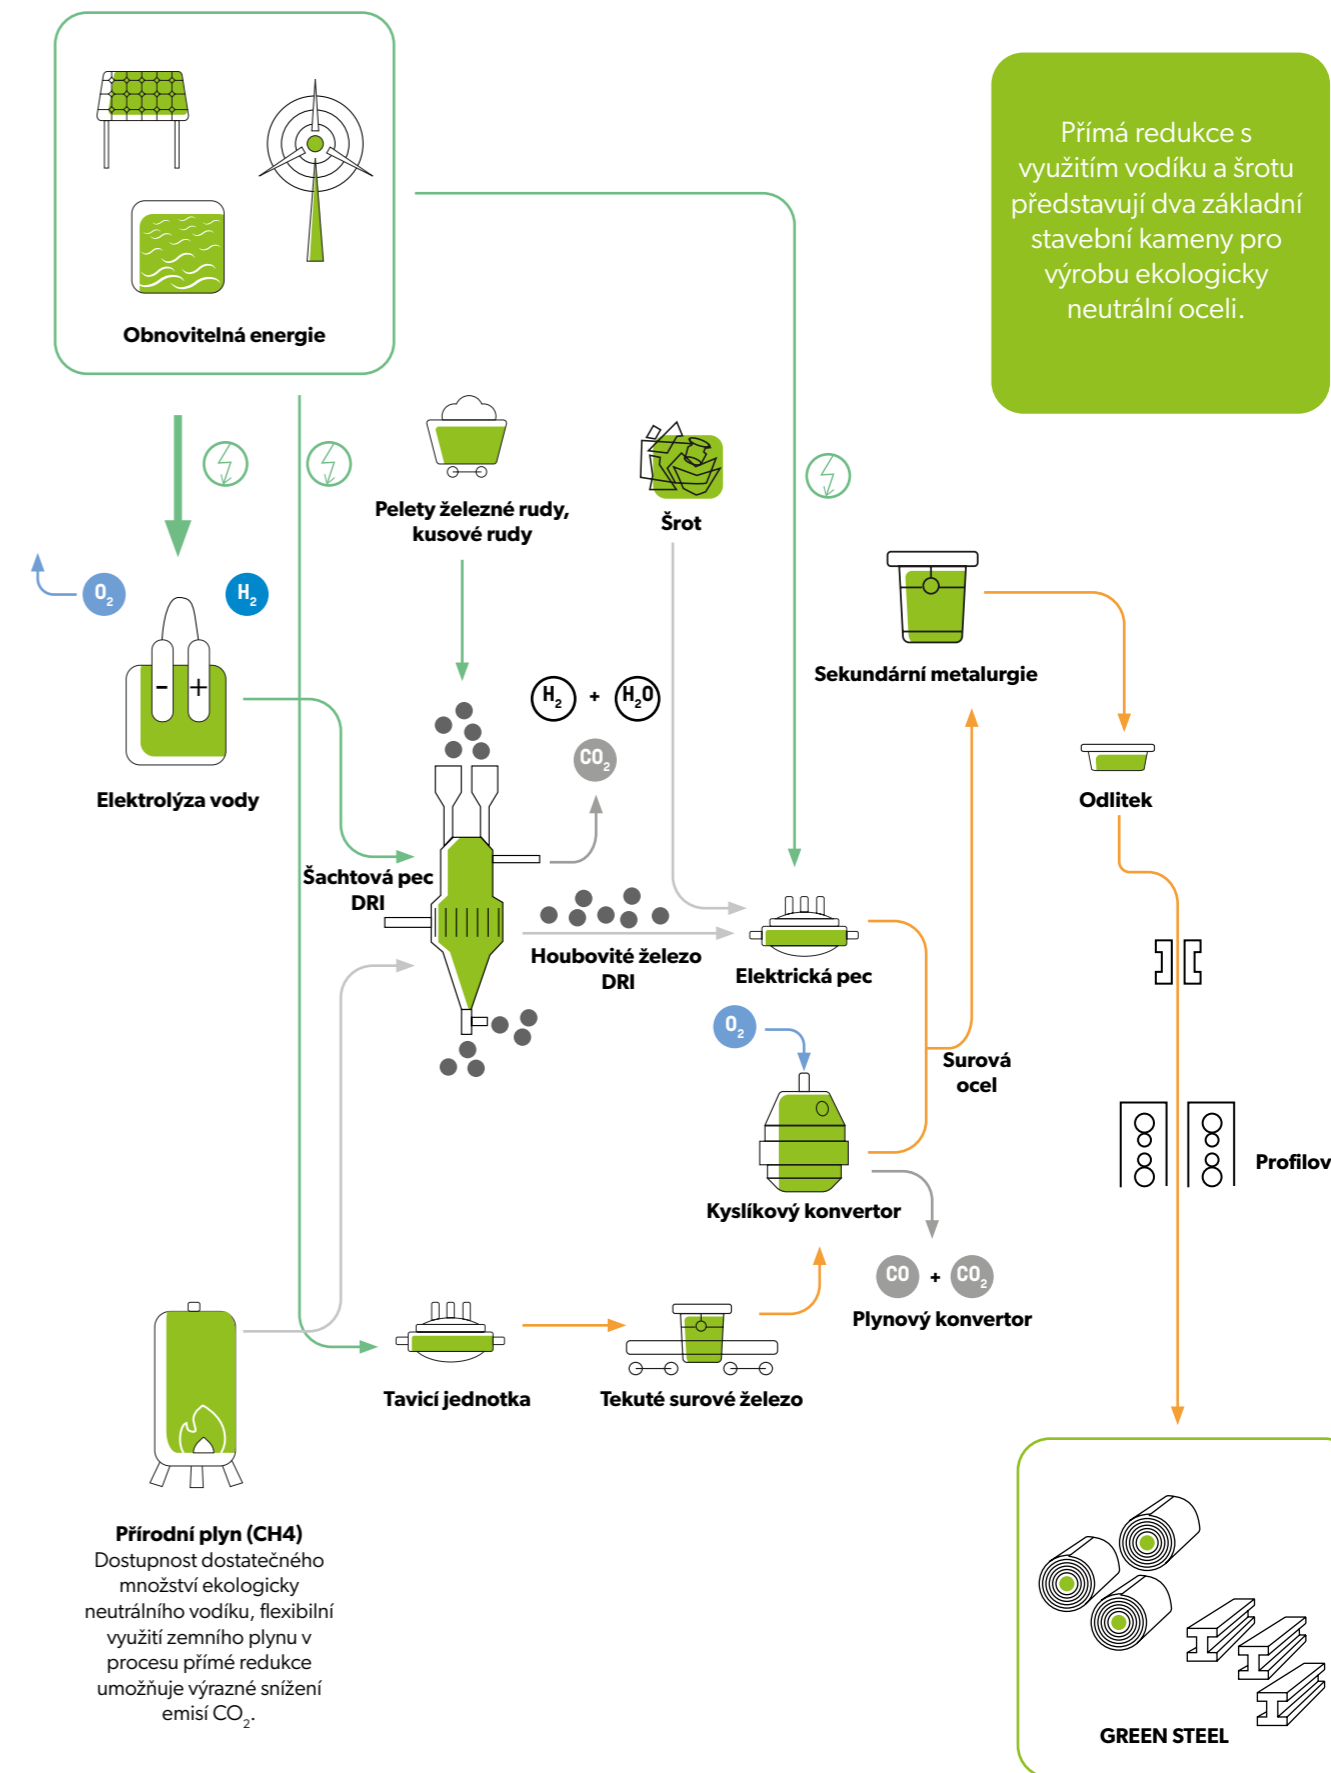 Přímá redukce s
využitím vodíku a šrotu
představují dva základní
stavební kameny pro
výrobu ekologicky
neutrální oceli.
Obnovitelná energie
Pelety železné rudy,
kusové rudy
Šrot
O2
H2
- +
Elektrolýza vody
H2 + H2O
CO2
Sekundární metalurgie
Odlitek
Šachtová pec
DRI
Houbovité železo
DRI
Elektrická pec
O2
Surová
ocel
Profilov
Kyslíkový konvertor
CO + CO2
Plynový konvertor
Tavicí jednotka
Tekuté surové železo
Přírodní plyn (CH4)
Dostupnost dostatečného
množství ekologicky
neutrálního vodíku, flexibilní
využití zemního plynu v
procesu přímé redukce
umožňuje výrazné snížení
emisí CO2.
GREEN STEEL